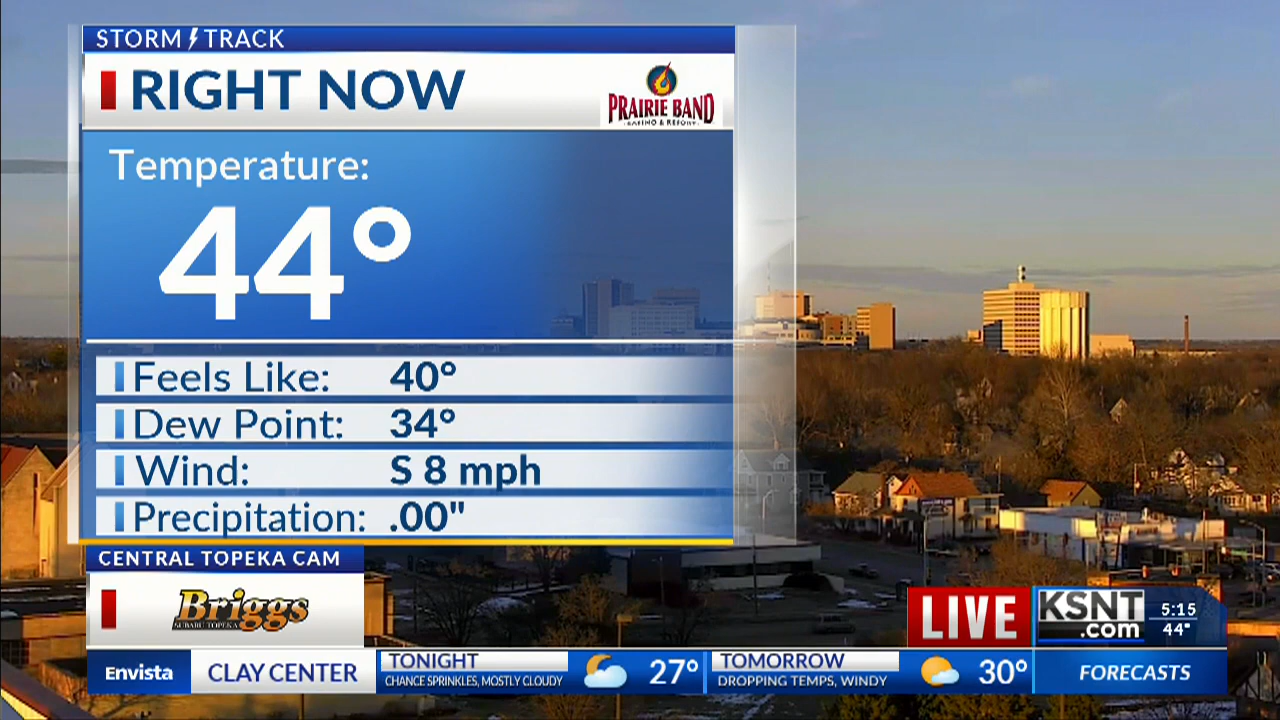 STORM TRACK
RIGHT NOW
PRAIRIE BAND
CASINO & RESORT
Temperature:
44°
Feels Like: 40°
Dew Point: 34°
Wind: S 8 mph
Precipitation: .00"
CENTRAL TOPEKA CAM
Briggs
SUBARU TOPEKA
LIVE
KSNT
.com
5:15
44°
Envista
CLAY CENTER
TONIGHT
CHANCE SPRINKLES, MOSTLY CLOUDY
27°
TOMORROW
DROPPING TEMPS, WINDY
30°
FORECASTS